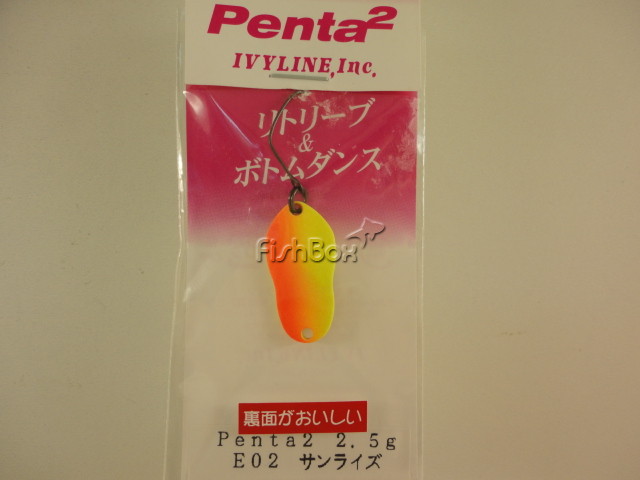 Penta2
IVYLINE,Inc.
リトリーブ
&
ボトムダンス
FishBox
裏面がおいしい
Penta2 2.5g
E02 サンライズ